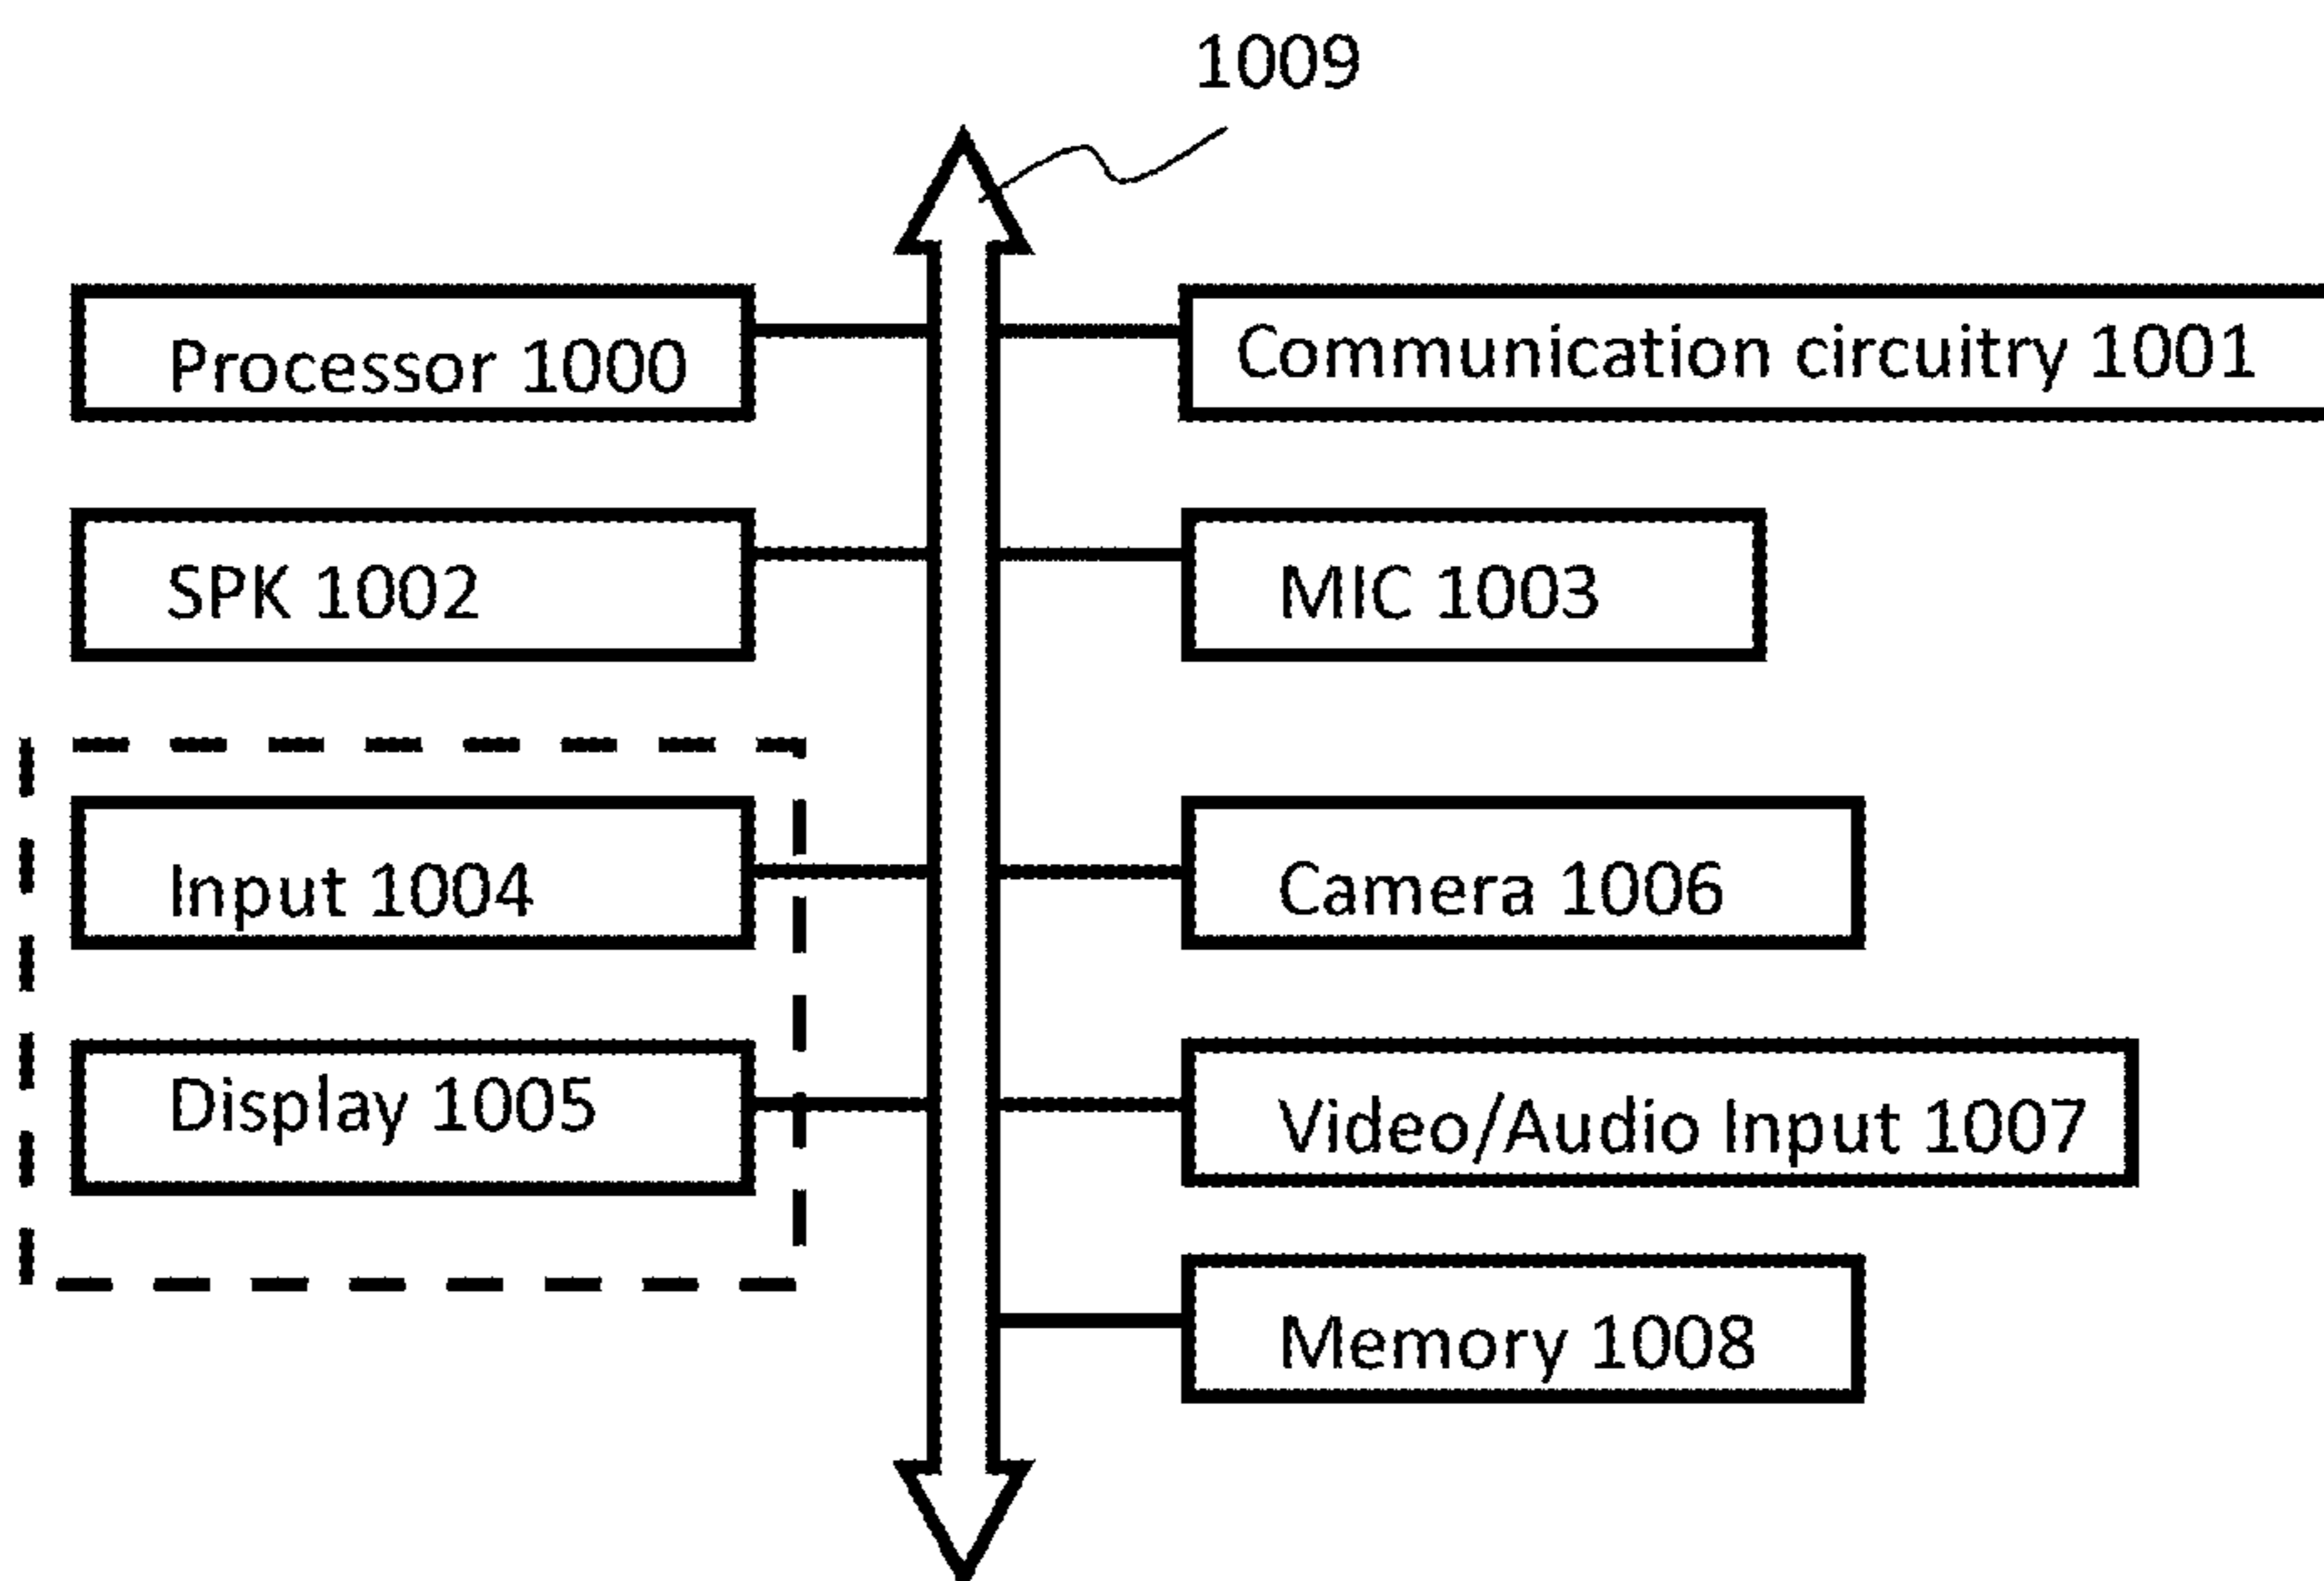 1009
Processor 1000
Communication circuitry 1001
SPK 1002
MIC 1003
Input 1004
Camera 1006
Display 1005
Video/Audio Input 1007
Memory 1008